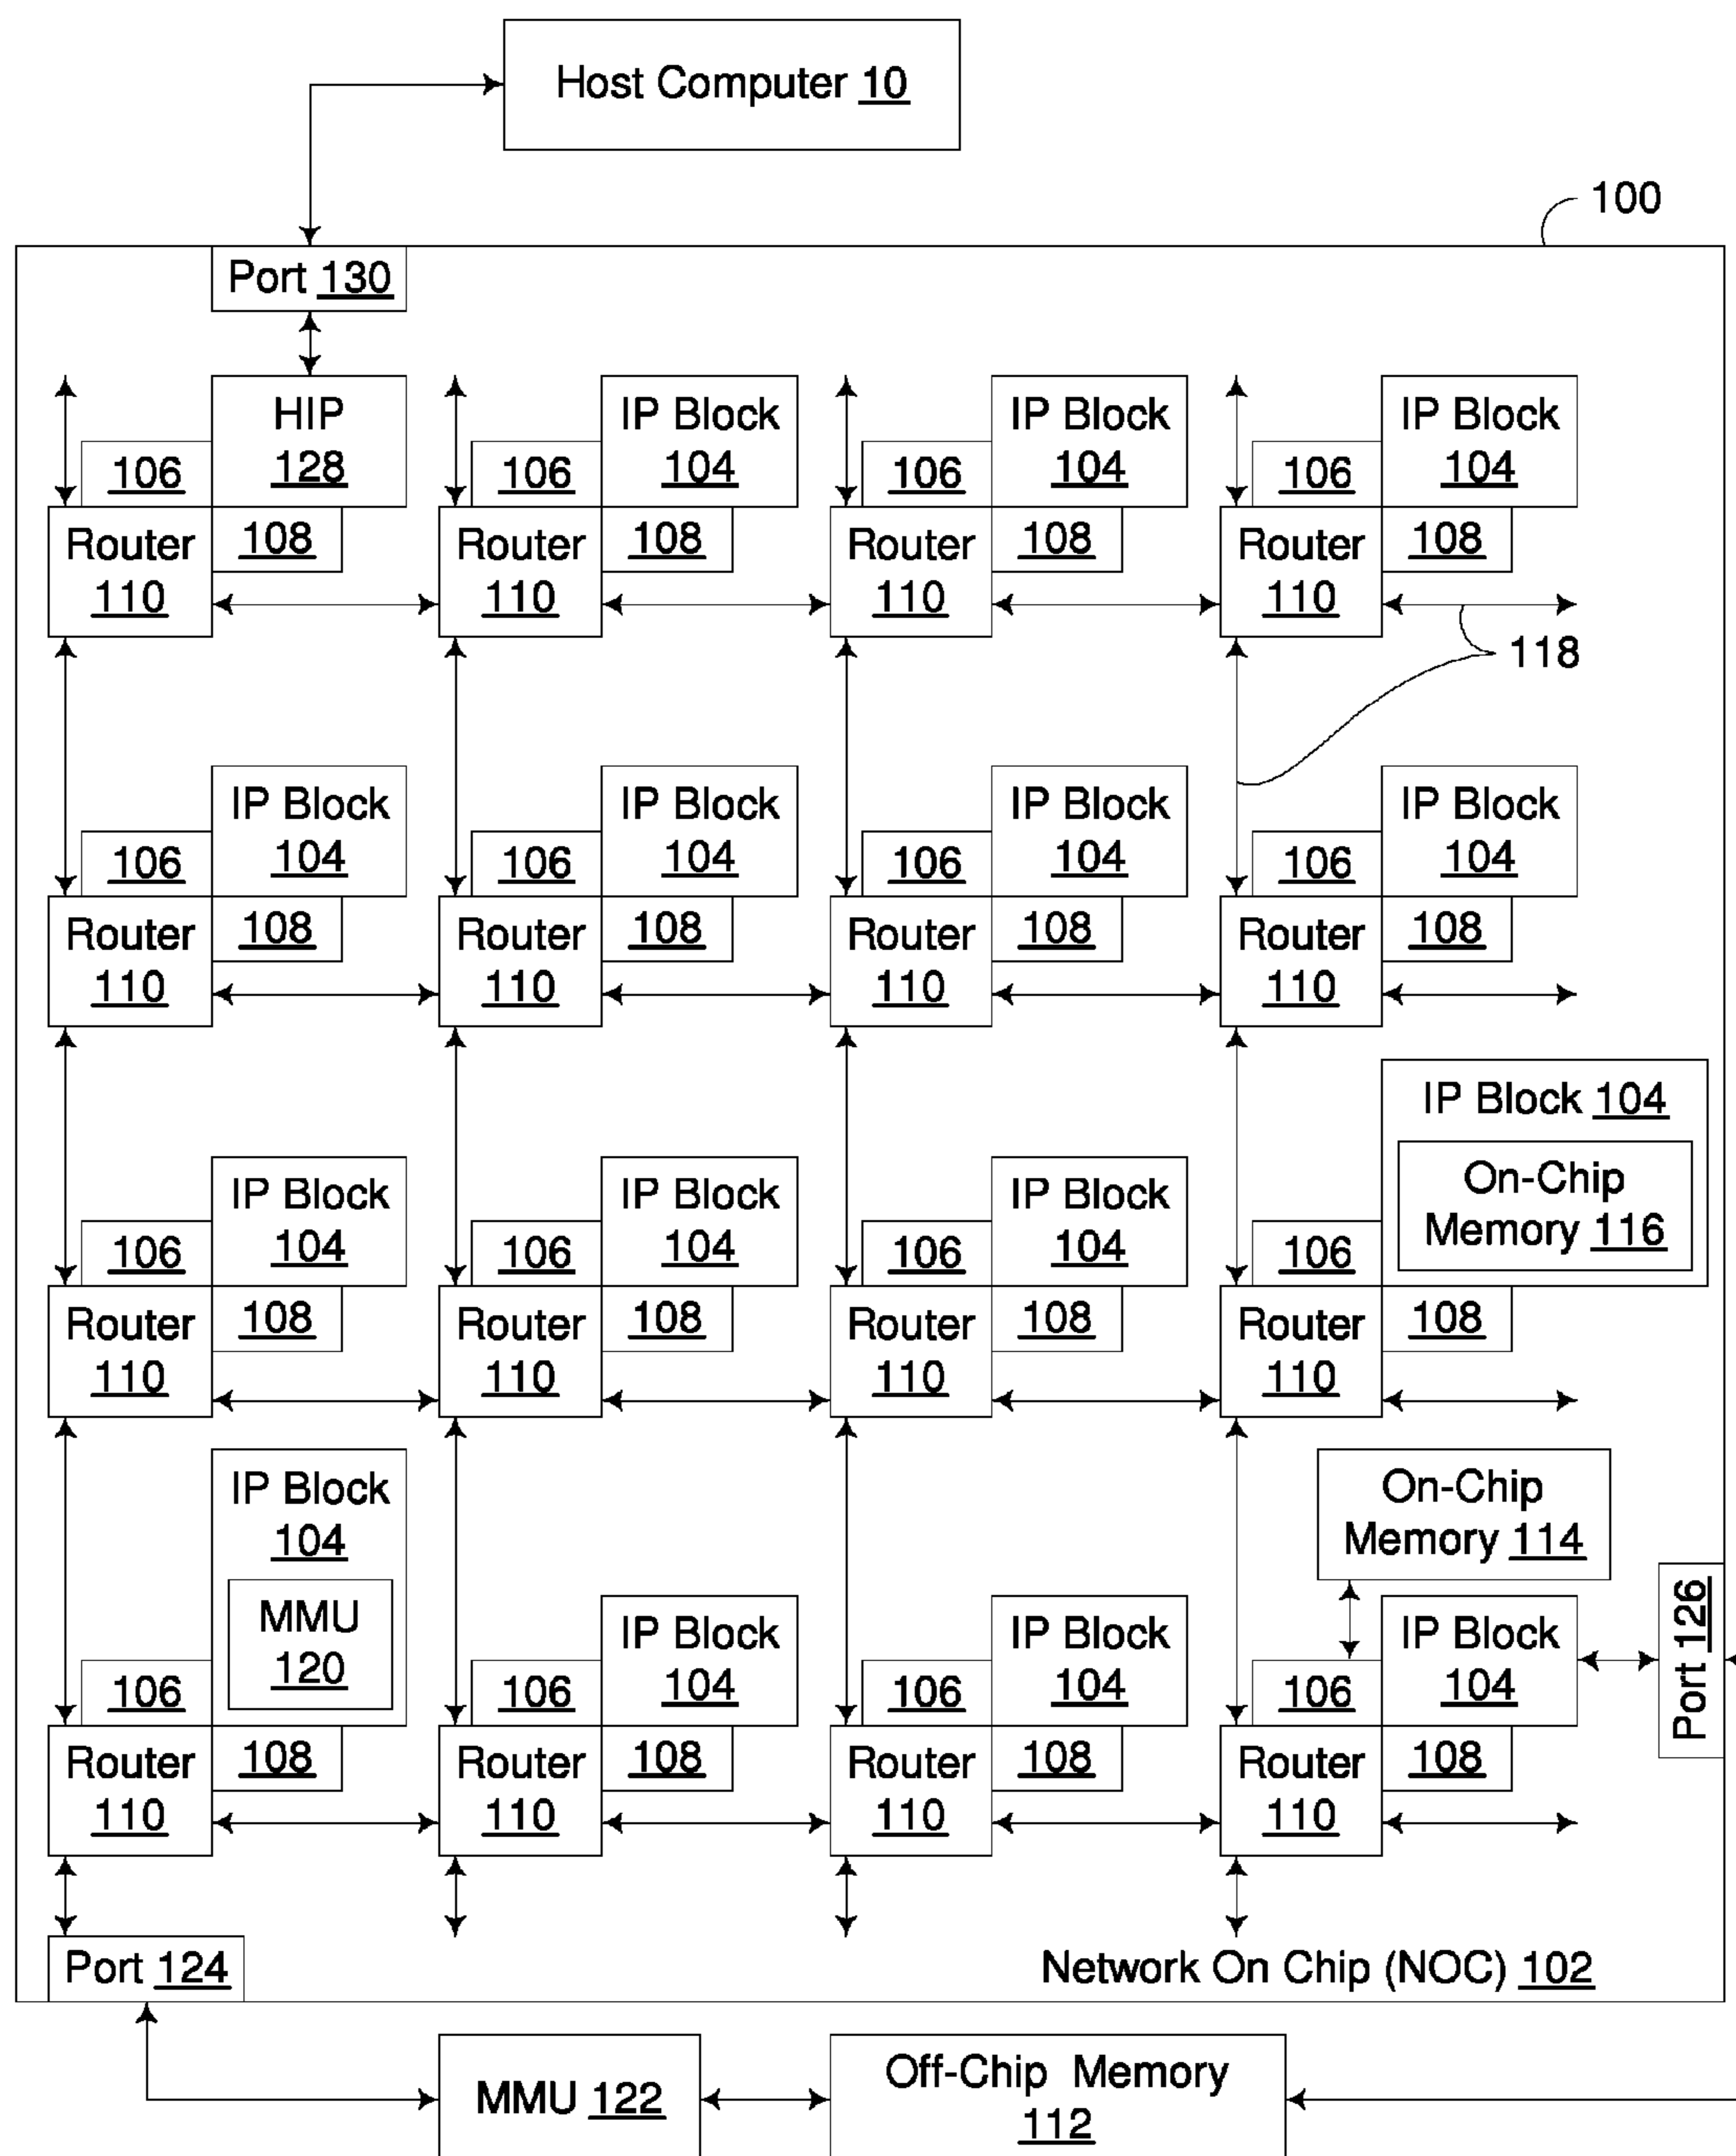 Host Computer 10
100
Port 130
HIP
128
IP Block
104
IP Block
104
IP Block
104
106
106
106
106
Router
110
108
Router
110
108
Router
110
108
Router
110
108
118
IP Block
104
IP Block
104
IP Block
104
IP Block
104
106
106
106
106
Router
110
108
Router
110
108
Router
110
108
Router
110
108
IP Block 104
On-Chip
Memory 116
IP Block
104
IP Block
104
IP Block
104
106
106
106
106
Router
110
108
Router
110
108
Router
110
108
Router
110
108
IP Block
104
MMU
120
On-Chip
Memory 114
IP Block
104
IP Block
104
IP Block
104
Port 126
106
106
106
106
Router
110
108
Router
110
108
Router
110
108
Router
110
108
Port 124
Network On Chip (NOC) 102
MMU 122
Off-Chip Memory
112